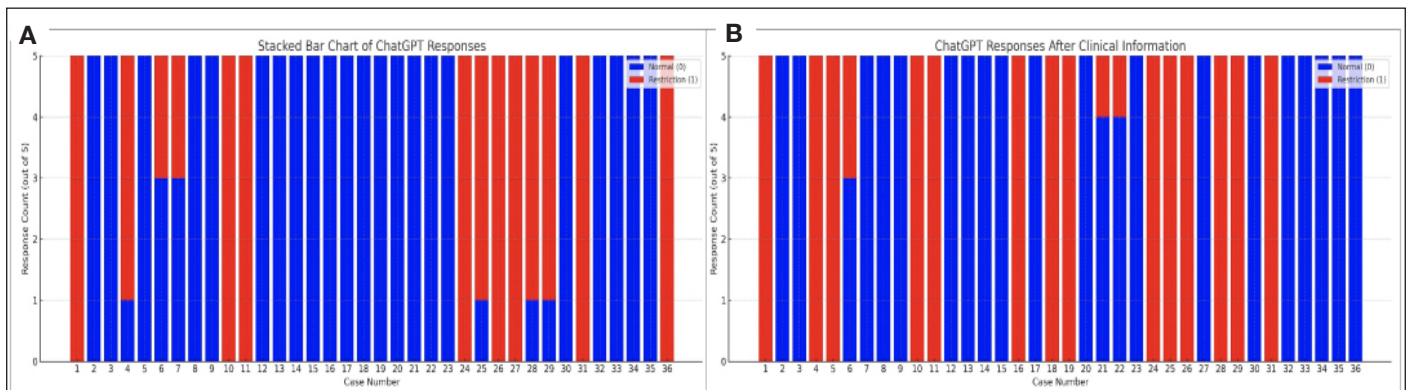 A
Stacked Bar Chart of ChatGPT Responses
Normal (0)
Restriction (1)
5
4
3
2
1
0
Response Count (out of 5)
1 2 3 4 5 6 7 8 9 10 11 12 13 14 15 16 17 18 19 20 21 22 23 24 25 26 27 28 29 30 31 32 33 34 35 36
Case Number
B
ChatGPT Responses After Clinical Information
Normal (0)
Restriction (1)
5
4
3
2
1
0
Response Count (out of 5)
1 2 3 4 5 6 7 8 9 10 11 12 13 14 15 16 17 18 19 20 21 22 23 24 25 26 27 28 29 30 31 32 33 34 35 36
Case Number